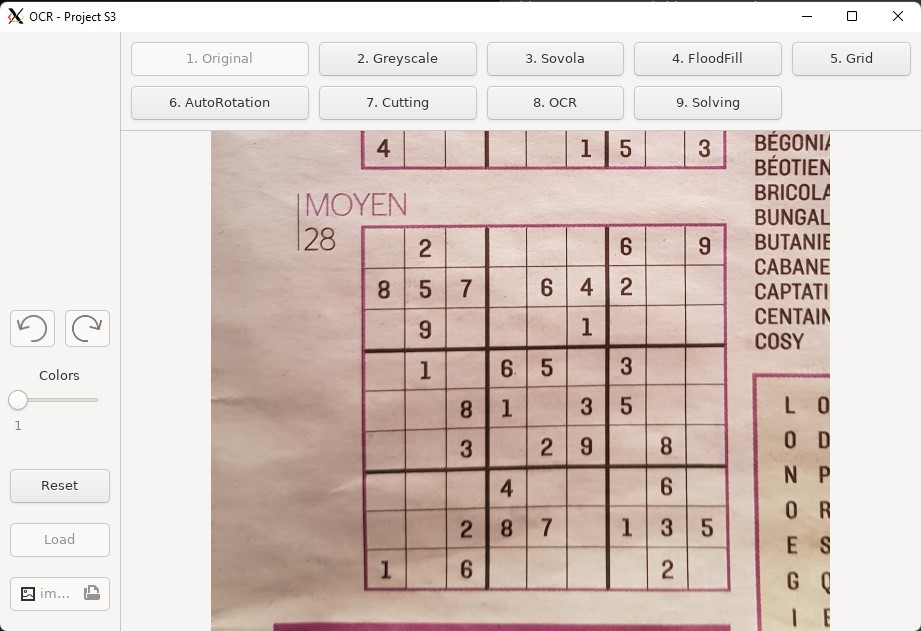 OCR - Project S3
1. Original 2. Greyscale 3. Sovola 4. FloodFill 5. Grid
6. AutoRotation 7. Cutting 8. OCR 9. Solving
4 1 5 3
MOYEN
28
2 6 9
8 5 7 6 4 2
9 1
1 6 5 3
8 1 3 5
3 2 9 8
4 6
2 8 7 1 3 5
1 6 2
BÉOTIEN
BRICOLA
BUNGAL
BUTANIE
CABANE
CAPTATI
CENTAIN
COSY
L O
O D
N P
O R
E S
G Q
I
Colors
1
Reset
Load
im...